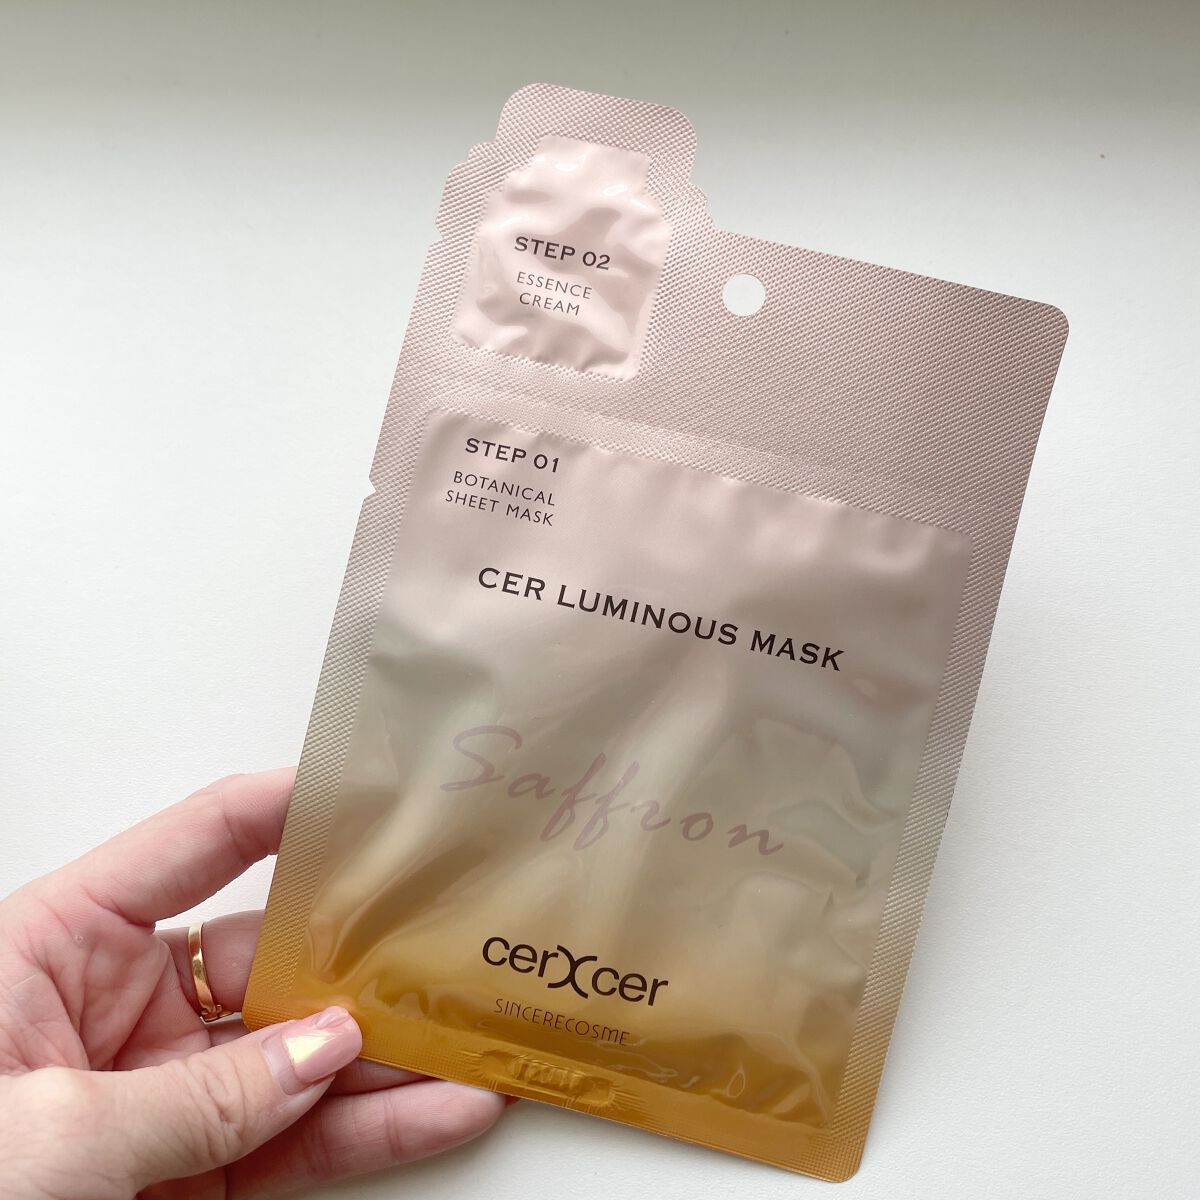 STEP 02
ESSENCE
CREAM
STEP 01
BOTANICAL
SHEET MASK
CER LUMINOUS MASK
Saffron
cerXcer
SINCERECOSME